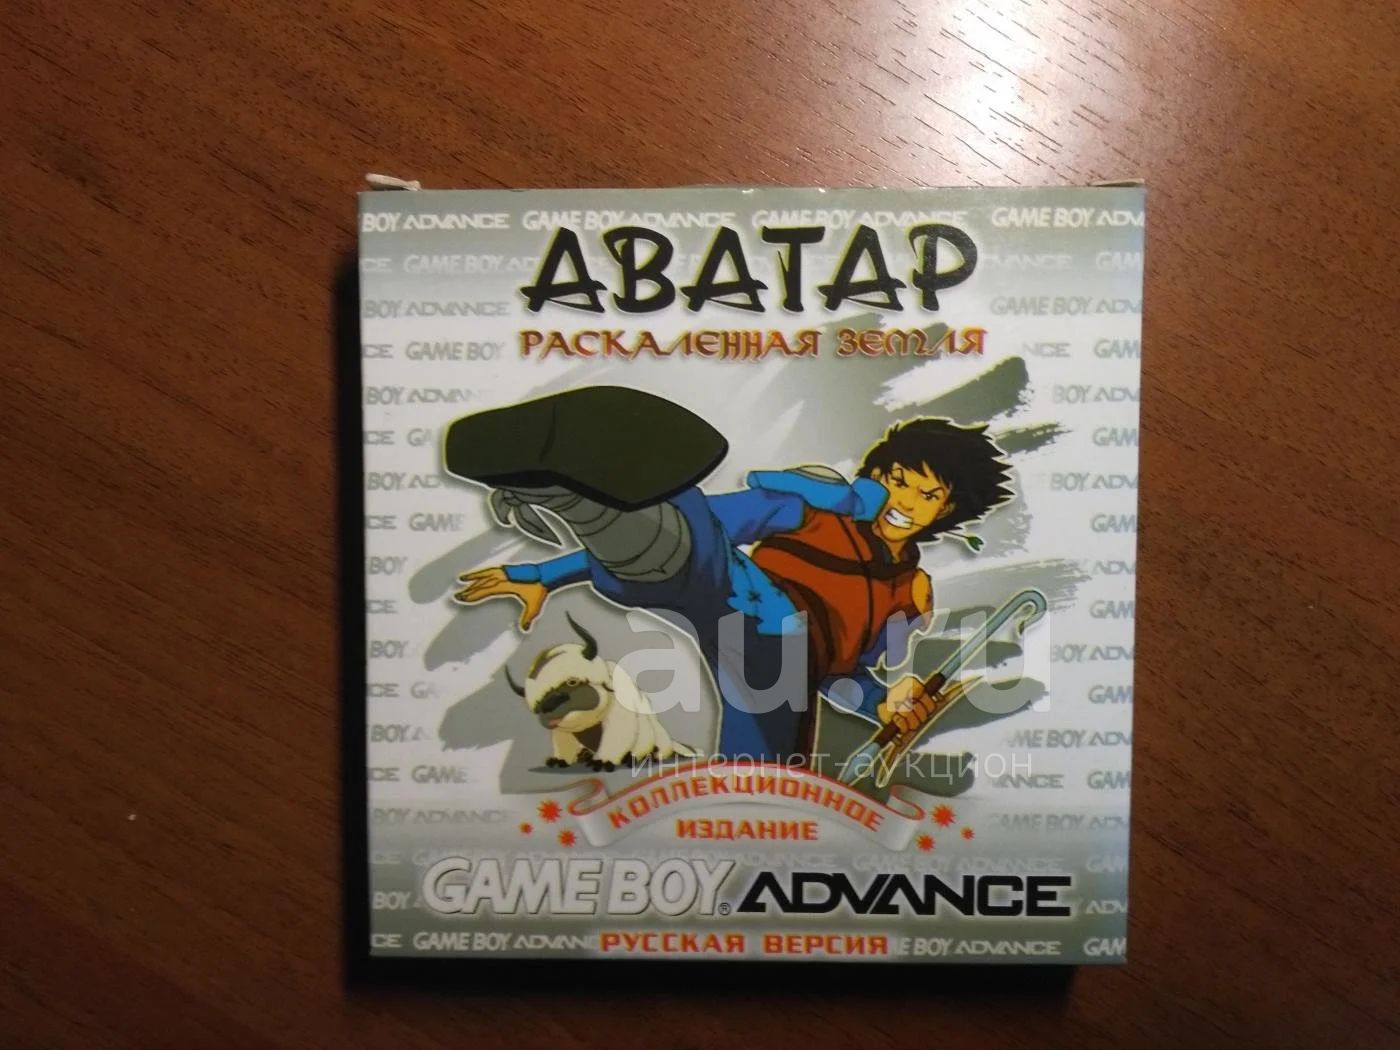 BOY ADVANCE GAME BOY ADVANCE GAME BOY ADVANCE GAME BOY ADV
АВАТАР
РАСКАЛЕННАЯ ЗЕМЛЯ
au.ru
интернет-аукцион
КОЛЛЕКЦИОННОЕ
ИЗДАНИЕ
GAME BOY® ADVANCE
РУССКАЯ ВЕРСИЯ